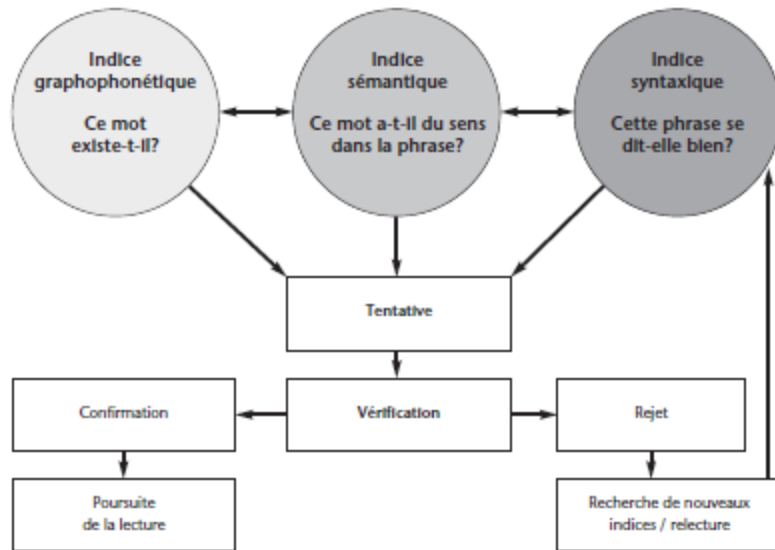 Indice
graphophonétique
Ce mot
existe-t-il?
Indice
sémantique
Ce mot a-t-il du sens
dans la phrase?
Indice
syntaxique
Cette phrase se
dit-elle bien?
Tentative
Confirmation
Vérification
Rejet
Poursuite
de la lecture
Recherche de nouveaux
indices / relecture